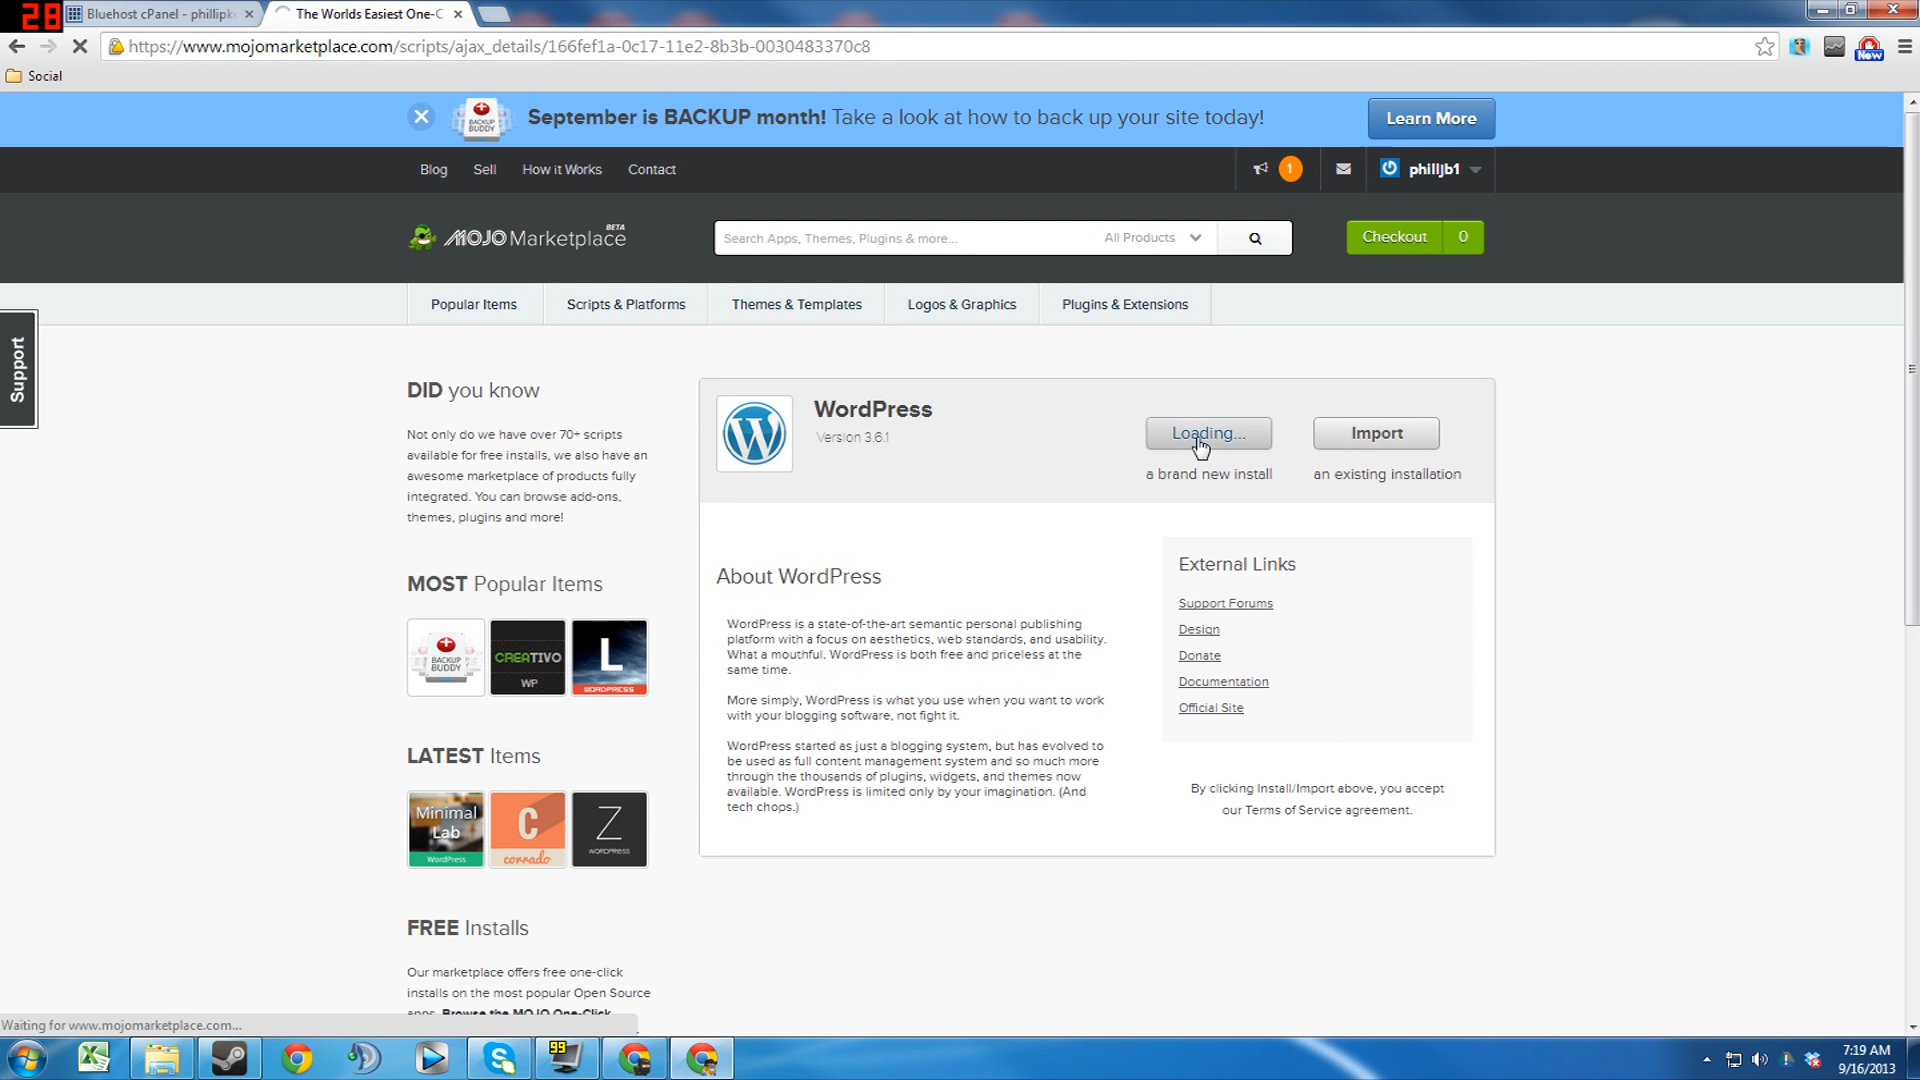 28
Bluehost cPanel - phillipk
The Worlds Easiest One-C
https://www.mojomarketplace.com/scripts/ajax_details/166fef1a-0c17-11e2-8b3b-0030483370c8
New
Social
BACKUP BUDDY
September is BACKUP month! Take a look at how to back up your site today!
Learn More
Blog
Sell
How it Works
Contact
1
philljb1
MOJO Marketplace BETA
Search Apps, Themes, Plugins & more...
All Products
Checkout
0
Popular Items
Scripts & Platforms
Themes & Templates
Logos & Graphics
Plugins & Extensions
Support
DID you know
Not only do we have over 70+ scripts
available for free installs, we also have an
awesome marketplace of products fully
integrated. You can browse add-ons,
themes, plugins and more!
WordPress
Version 3.6.1
Loading...
a brand new install
Import
an existing installation
MOST Popular Items
BACKUP BUDDY
CREATIVO
WP
L
WORDPRESS
LATEST Items
Minimal
Lab
WordPress
C
corrado
Z
WORDPRESS
FREE Installs
Our marketplace offers free one-click
installs on the most popular Open Source
apps. Browse the MOJO One-Click
About WordPress
WordPress is a state-of-the-art semantic personal publishing
platform with a focus on aesthetics, web standards, and usability.
What a mouthful. WordPress is both free and priceless at the
same time.
More simply, WordPress is what you use when you want to work
with your blogging software, not fight it.
WordPress started as just a blogging system, but has evolved to
be used as full content management system and so much more
through the thousands of plugins, widgets, and themes now
available. WordPress is limited only by your imagination. (And
tech chops.)
External Links
Support Forums
Design
Donate
Documentation
Official Site
By clicking Install/Import above, you accept
our Terms of Service agreement.
Waiting for www.mojomarketplace.com...
99
7:19 AM
9/16/2013